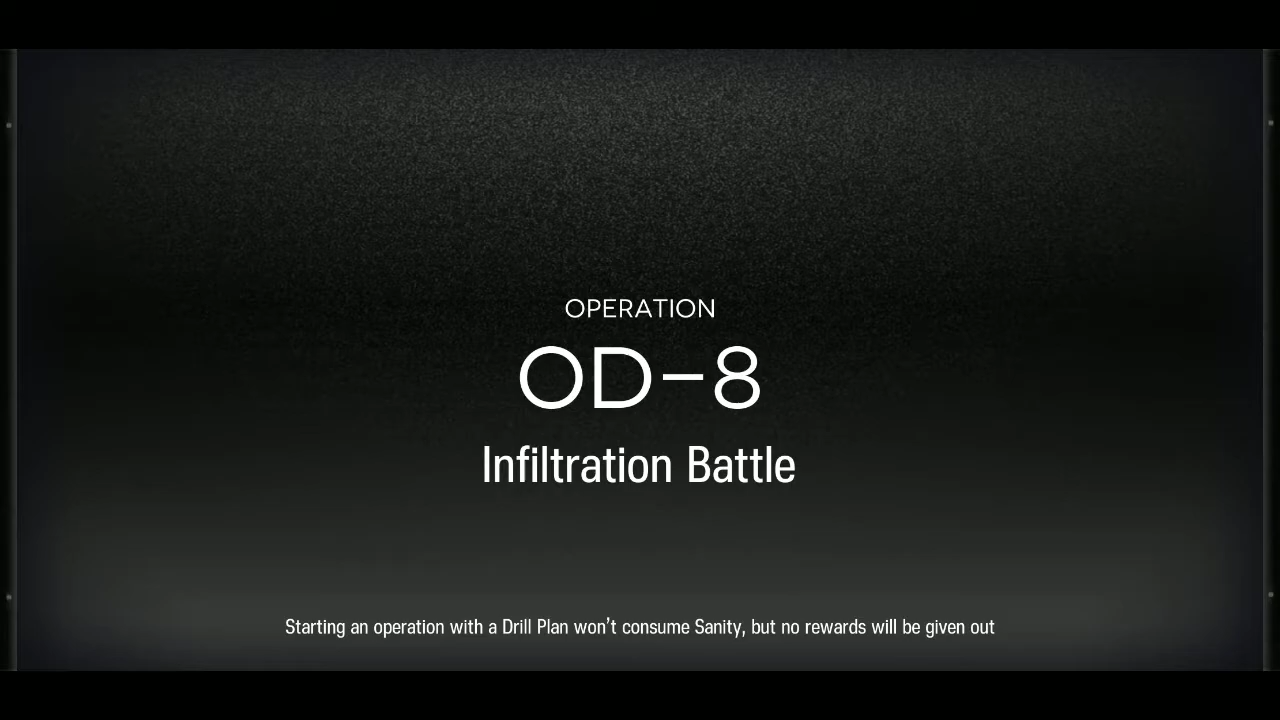 OPERATION
OD-8
Infiltration Battle
Starting an operation with a Drill Plan won't consume Sanity, but no rewards will be given out